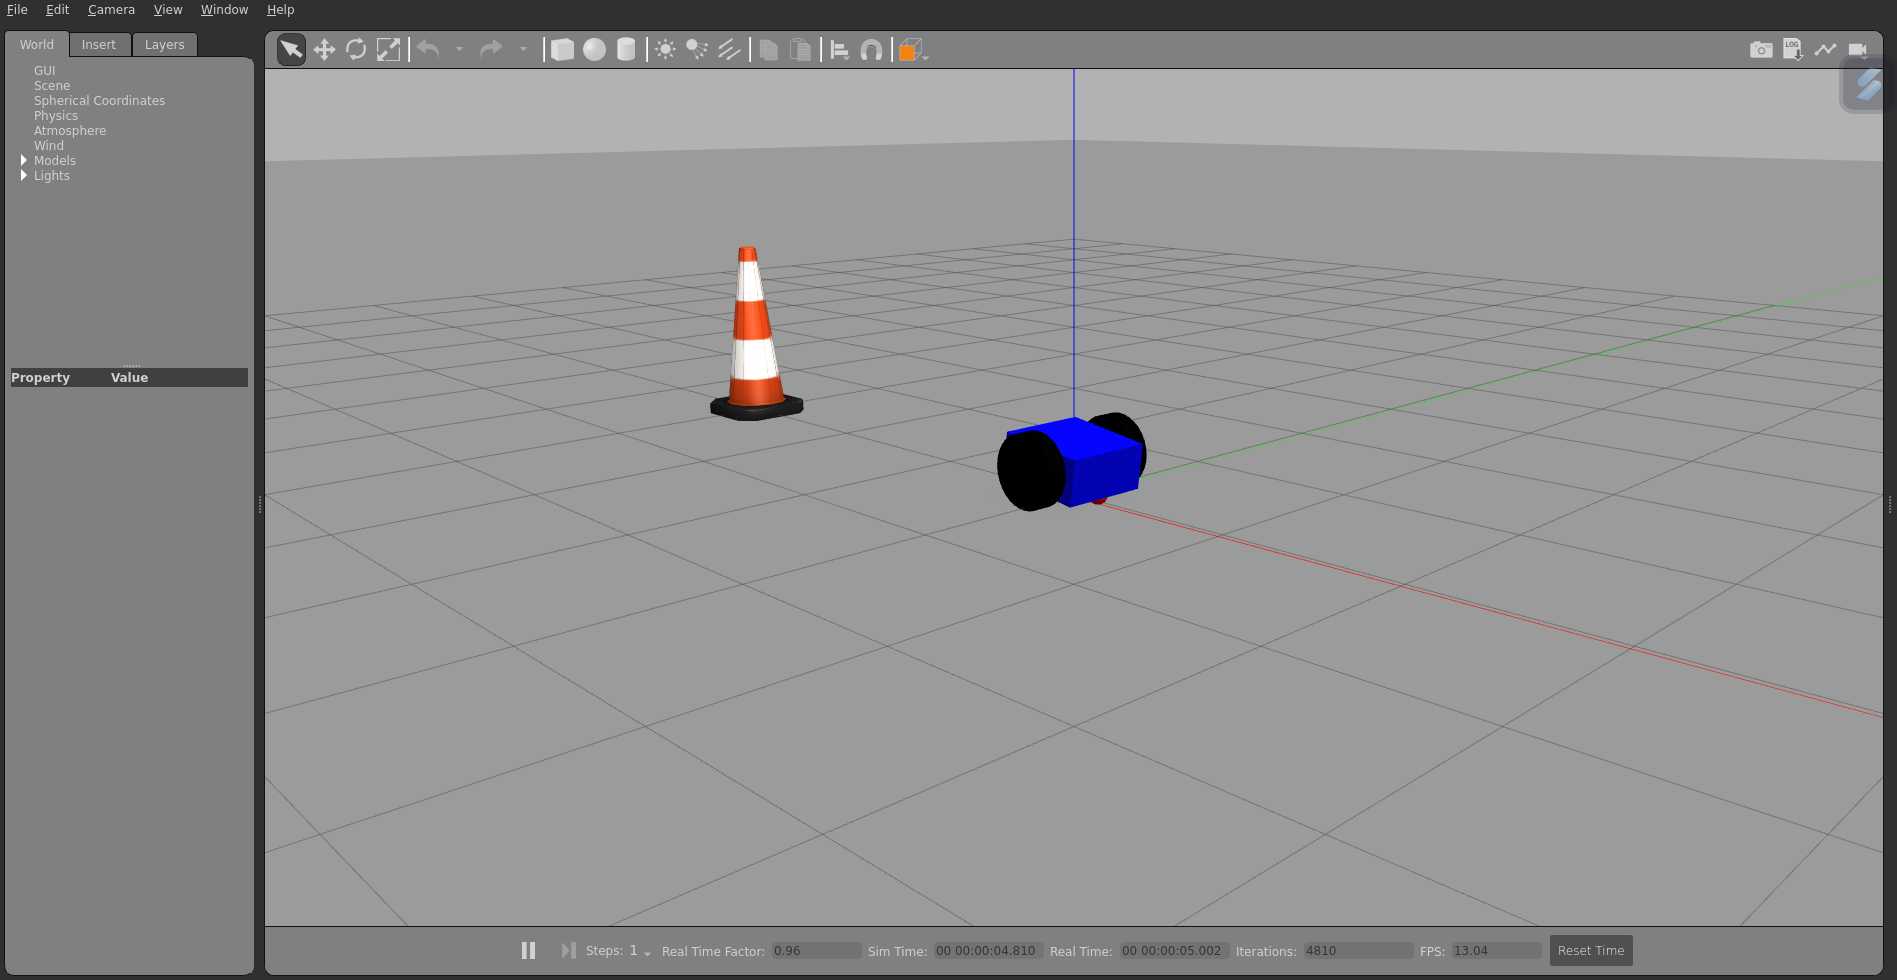 File Edit Camera View Window Help
World Insert Layers
LOG
GUI
Scene
Spherical Coordinates
Physics
Atmosphere
Wind
Models
Lights
Property Value
Steps: 1 Real Time Factor: 0.96 Sim Time: 00 00:00:04.810 Real Time: 00 00:00:05.002 Iterations: 4810 FPS: 13.04 Reset Time